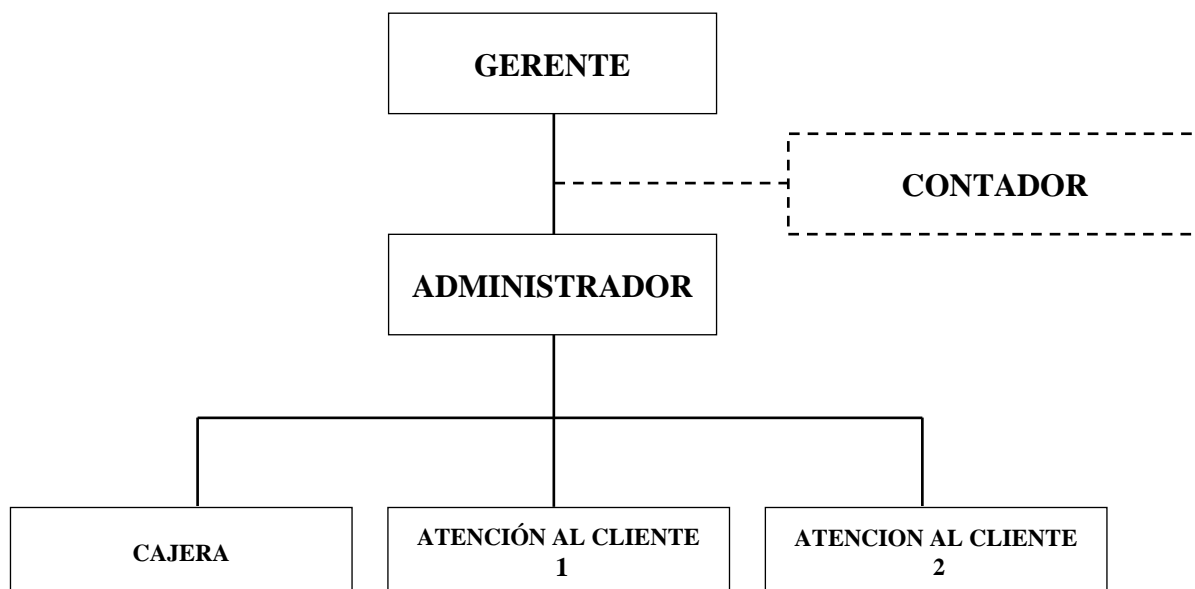 GERENTE
CONTADOR
ADMINISTRADOR
CAJERA
ATENCIÓN AL CLIENTE
1
ATENCION AL CLIENTE
2